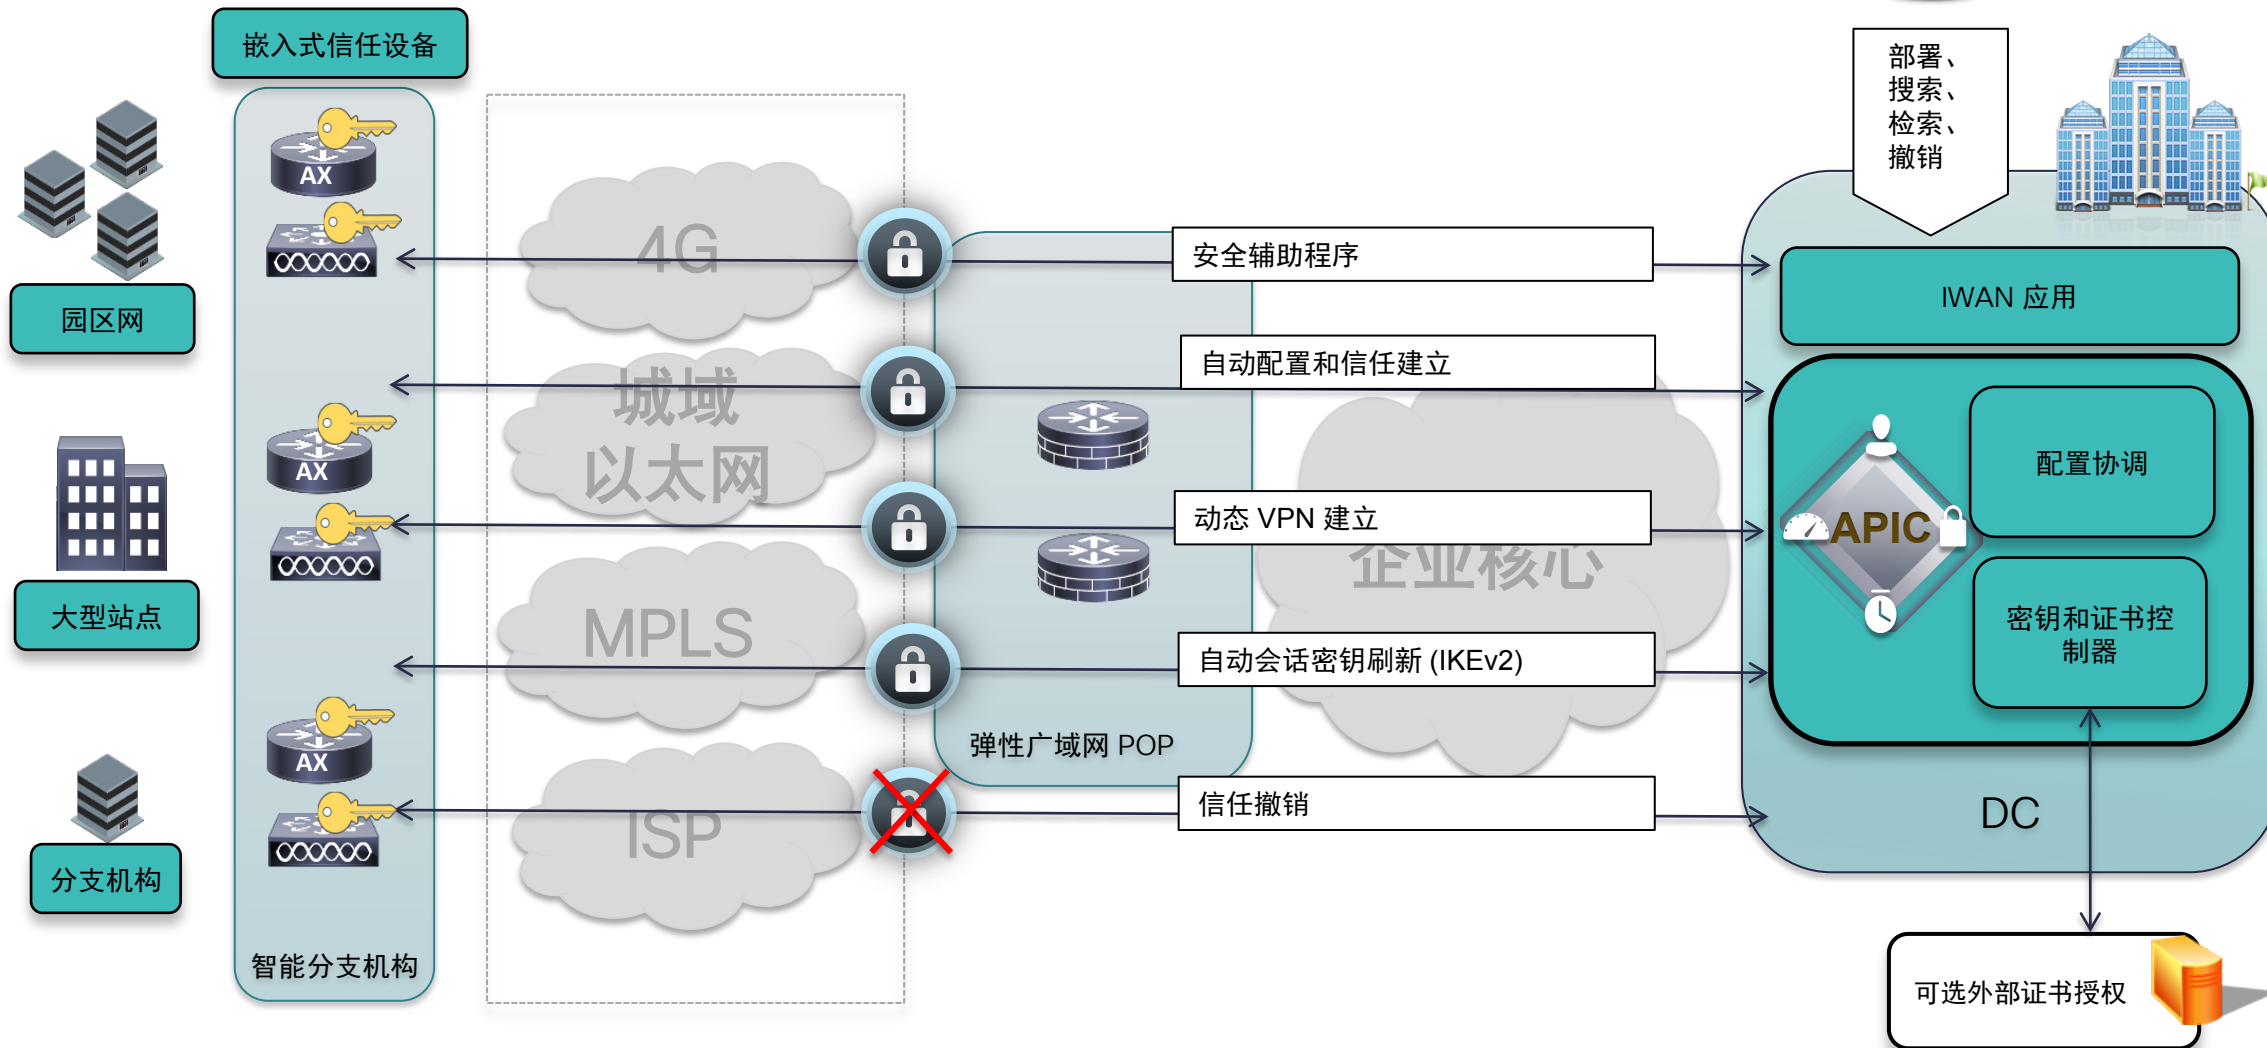 嵌入式信任设备
部署、
搜索、
检索、
撤销
AX
4G
安全辅助程序
IWAN 应用
园区网
自动配置和信任建立
城域
以太网
AX
配置协调
APIC
动态 VPN 建立
企业核心
大型站点
MPLS
自动会话密钥刷新 (IKEv2)
密钥和证书控
制器
弹性广域网 POP
AX
信任撤销
ISP
DC
分支机构
智能分支机构
可选外部证书授权